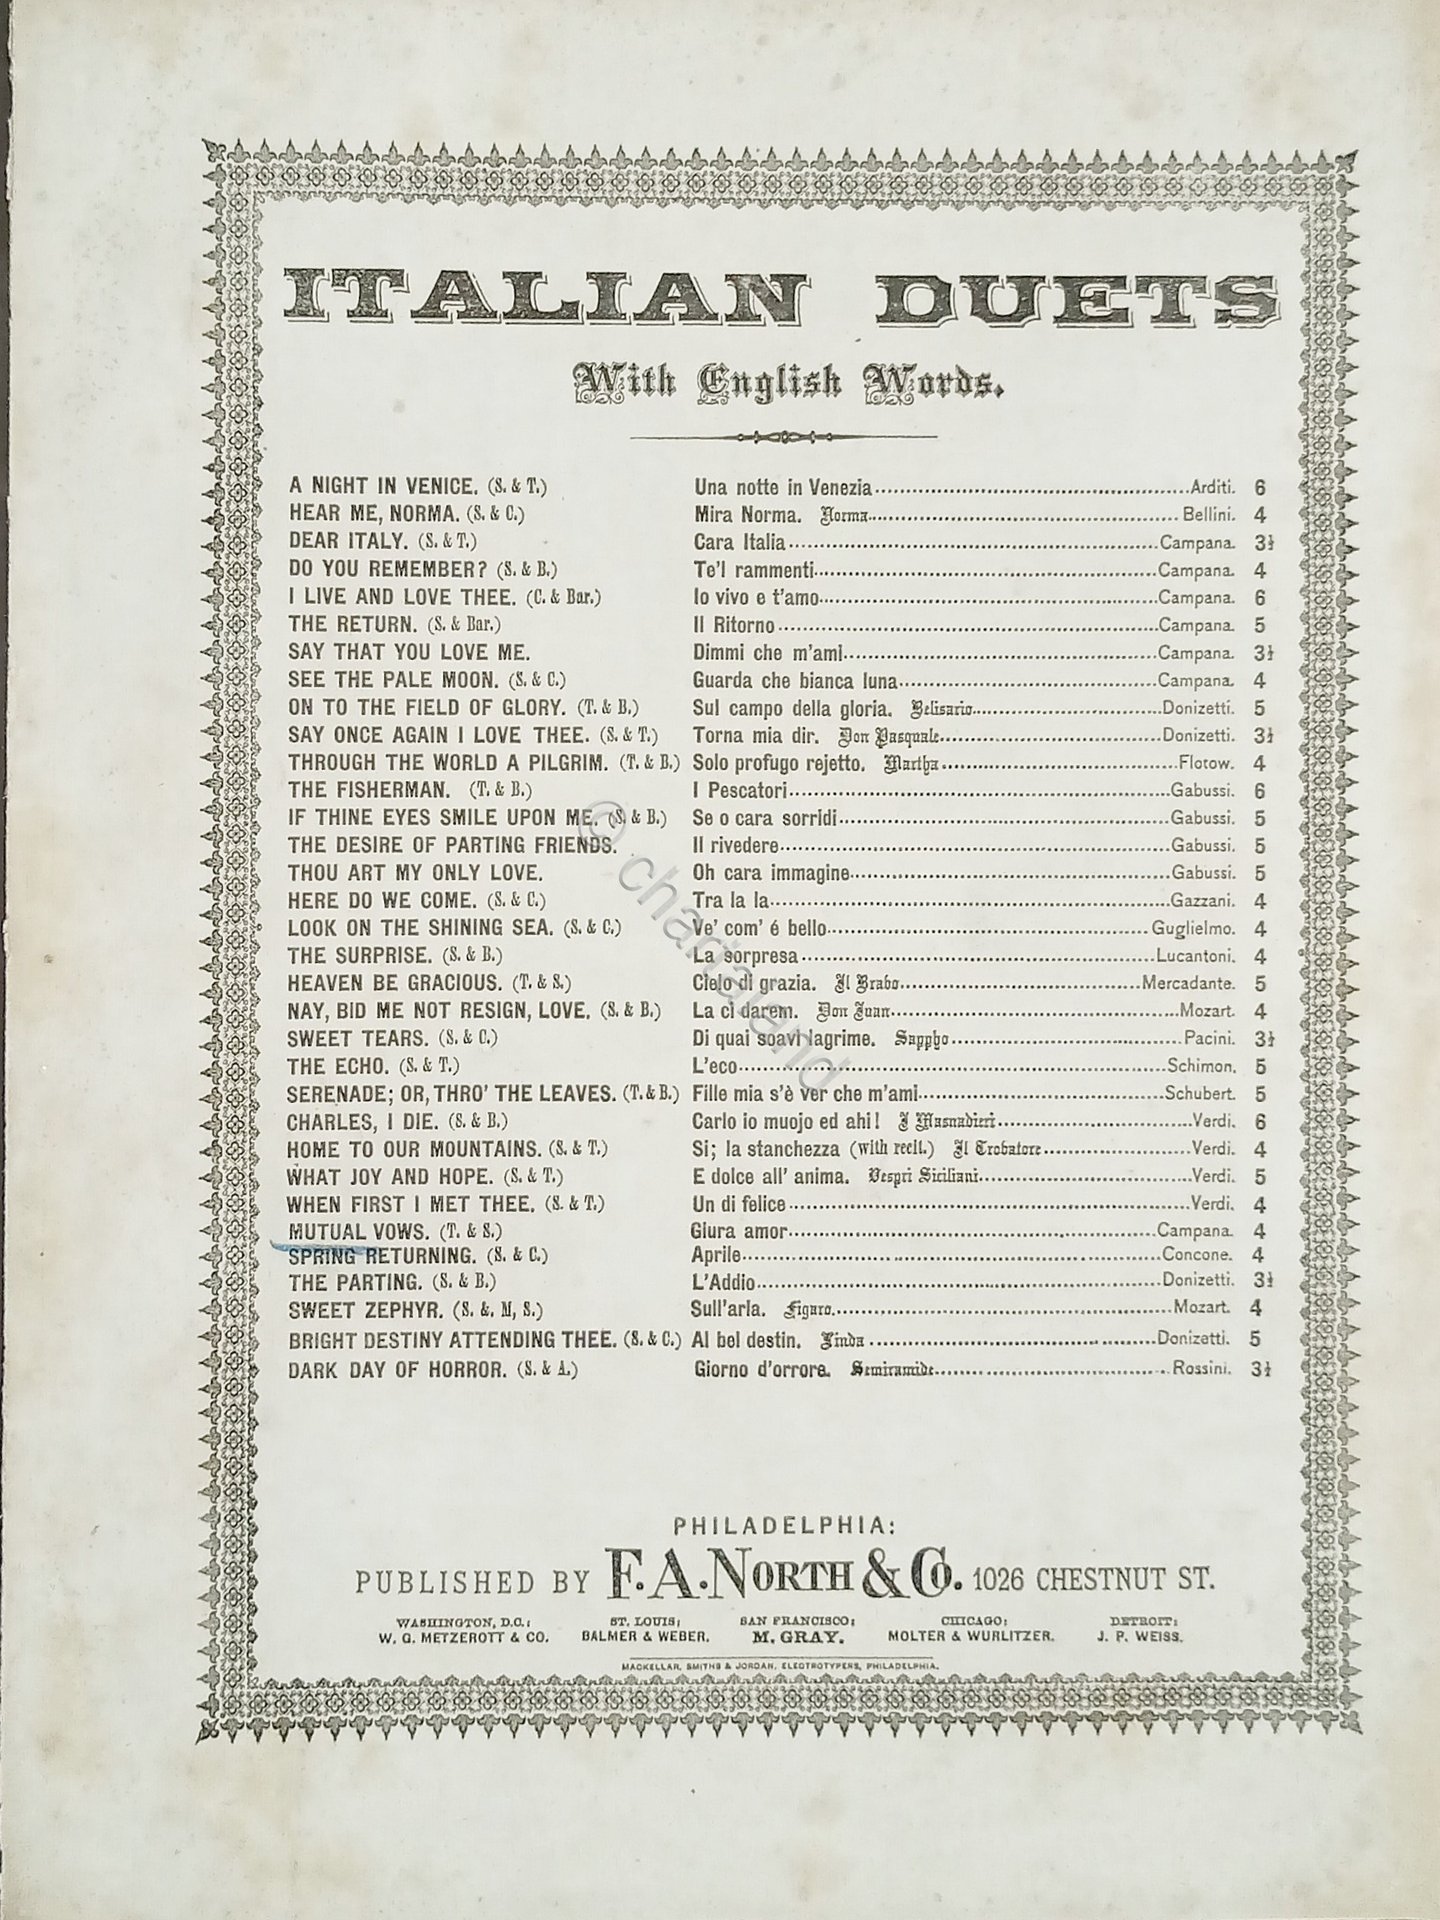 ITALIAN DUETS
With English Words.
A NIGHT IN VENICE. (S. & T.) Una notte in Venezia Arditi. 6
HEAR ME, NORMA. (S. & C.) Mira Norma. Norma Bellini. 4
DEAR ITALY. (S. & T.) Cara Italia Campana. 3½
DO YOU REMEMBER? (S. & B.) Te'l rammenti Campana. 4
I LIVE AND LOVE THEE. (C. & Bar.) Io vivo e t'amo Campana. 6
THE RETURN. (S. & Bar.) Il Ritorno Campana. 5
SAY THAT YOU LOVE ME. Dimmi che m'ami Campana. 3½
SEE THE PALE MOON. (S. & C.) Guarda che bianca luna Campana. 4
ON TO THE FIELD OF GLORY. (T. & B.) Sul campo della gloria. Belisario Donizetti. 5
SAY ONCE AGAIN I LOVE THEE. (S. & T.) Torna mia dir. Don Pasquale Donizetti. 3½
THROUGH THE WORLD A PILGRIM. (T. & B.) Solo profugo rejetto. Martha Flotow. 4
THE FISHERMAN. (T. & B.) I Pescatori Gabussi. 6
IF THINE EYES SMILE UPON ME. (S. & B.) Se o cara sorridi Gabussi. 5
THE DESIRE OF PARTING FRIENDS. Il rivedere Gabussi. 5
THOU ART MY ONLY LOVE. Oh cara immagine Gabussi. 5
HERE DO WE COME. (S. & C.) Tra la la Gazzani. 4
LOOK ON THE SHINING SEA. (S. & C.) Ve' com' é bello Guglielmo. 4
THE SURPRISE. (S. & B.) La sorpresa Lucantoni. 4
HEAVEN BE GRACIOUS. (T. & S.) Cielo di grazia. Il Brabo Mercadante. 5
NAY, BID ME NOT RESIGN, LOVE. (S. & B.) La ci darem. Don Juan Mozart. 4
SWEET TEARS. (S. & C.) Di quai soavi lagrime. Sappho Pacini. 3½
THE ECHO. (S. & T.) L'eco Schimon. 5
SERENADE; OR, THRO' THE LEAVES. (T. & B.) Fille mia s'è ver che m'ami Schubert. 5
CHARLES, I DIE. (S. & B.) Carlo io muojo ed ahi! I Masnadieri Verdi. 6
HOME TO OUR MOUNTAINS. (S. & T.) Si; la stanchezza (with recit.) Il Trobatore Verdi. 4
WHAT JOY AND HOPE. (S. & T.) E dolce all' anima. Vespri Siciliani Verdi. 5
WHEN FIRST I MET THEE. (S. & T.) Un di felice Verdi. 4
MUTUAL VOWS. (T. & S.) Giura amor Campana. 4
SPRING RETURNING. (S. & C.) Aprile Concone. 4
THE PARTING. (S. & B.) L'Addio Donizetti. 3½
SWEET ZEPHYR. (S. &. M, S.) Sull'aria. Figaro. Mozart. 4
BRIGHT DESTINY ATTENDING THEE. (S. & C.) Al bel destin. Linda Donizetti. 5
DARK DAY OF HORROR. (S. & A.) Giorno d'orrore. Semiramide Rossini. 3½
© chartaland
PHILADELPHIA:
PUBLISHED BY F. A. NORTH & CO. 1026 CHESTNUT ST.
WASHINGTON, D.C.: ST. LOUIS: SAN FRANCISCO: CHICAGO: DETROIT:
W. G. METZEROTT & CO. BALMER & WEBER. M. GRAY. MOLTER & WURLITZER. J. P. WEISS.
MACKELLAR, SMITHS & JORDAN, ELECTROTYPERS, PHILADELPHIA.